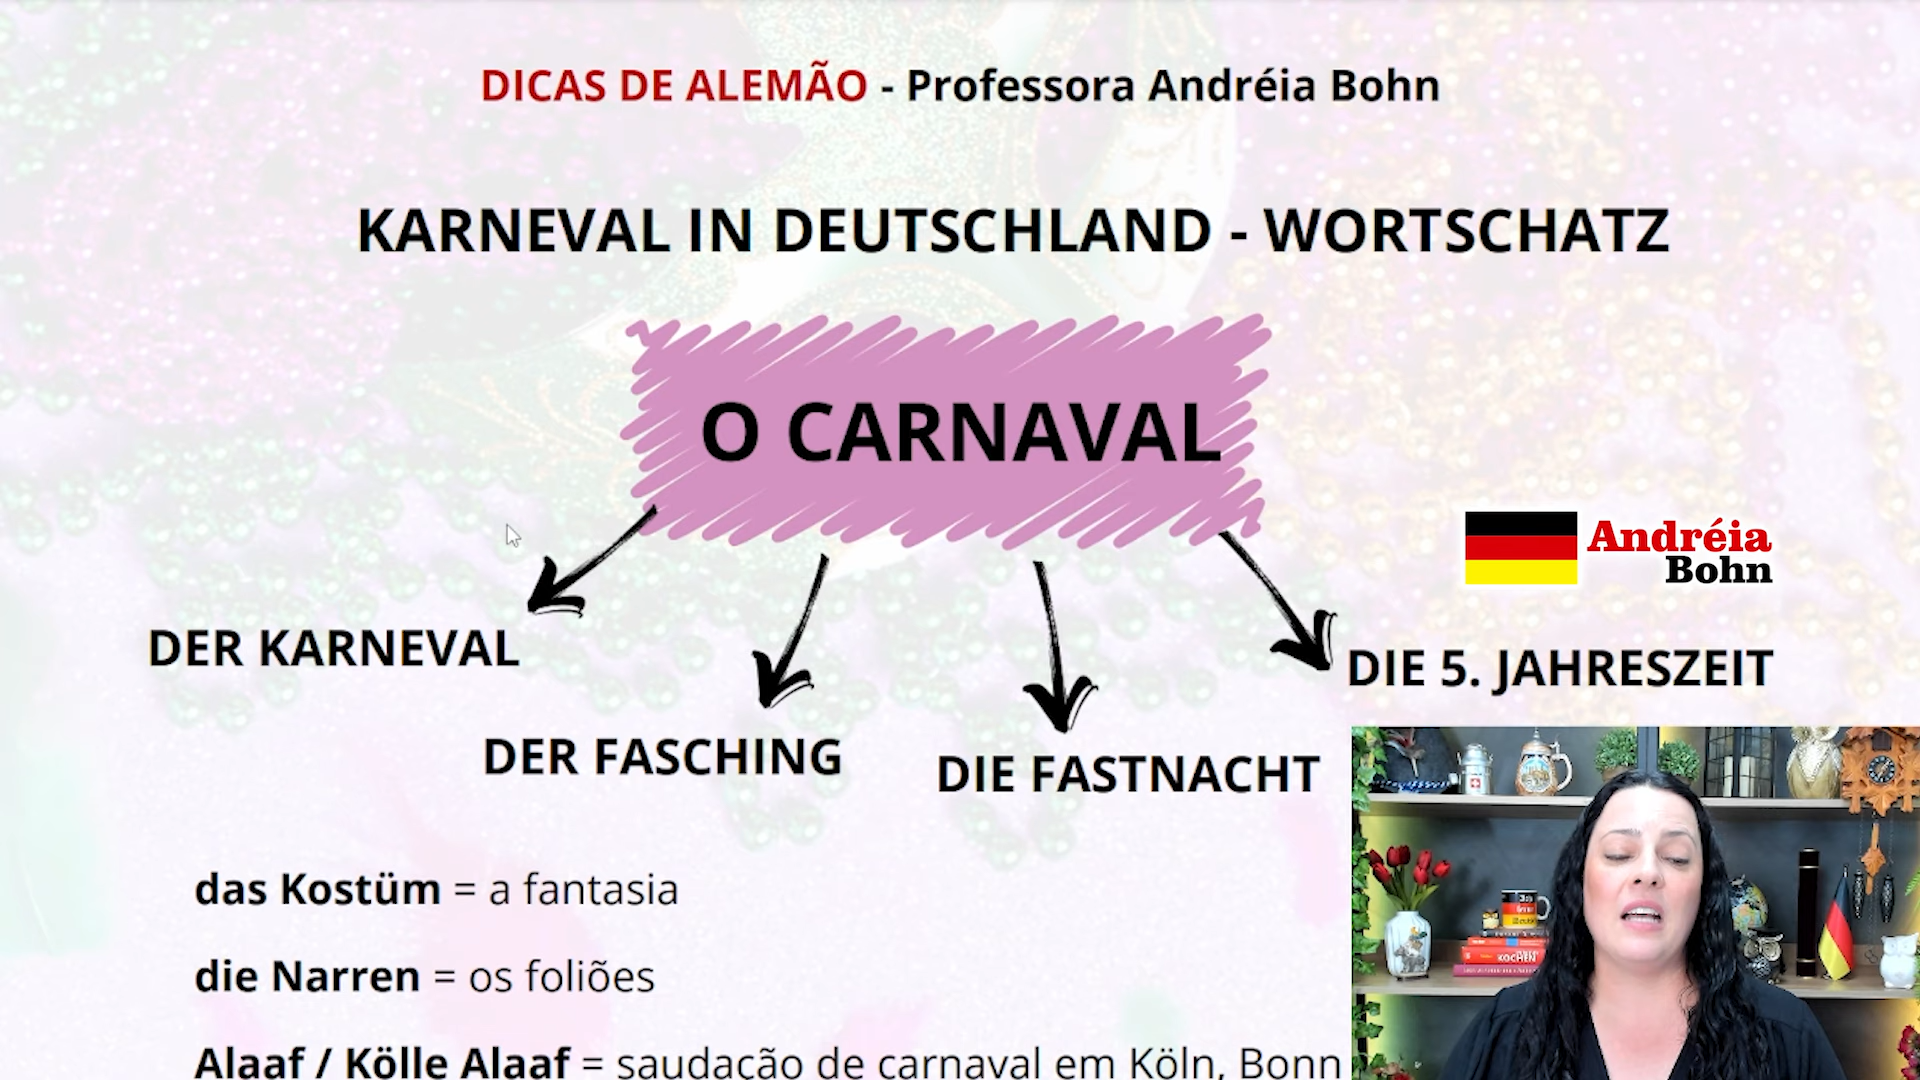 DICAS DE ALEMÃO - Professora Andréia Bohn
KARNEVAL IN DEUTSCHLAND - WORTSCHATZ
O CARNAVAL
Andréia
Bohn
DER KARNEVAL
DIE 5. JAHRESZEIT
DER FASCHING
DIE FASTNACHT
das Kostüm = a fantasia
die Narren = os foliões
Alaaf / Kölle Alaaf = saudação de carnaval em Köln, Bonn
KOCHEN